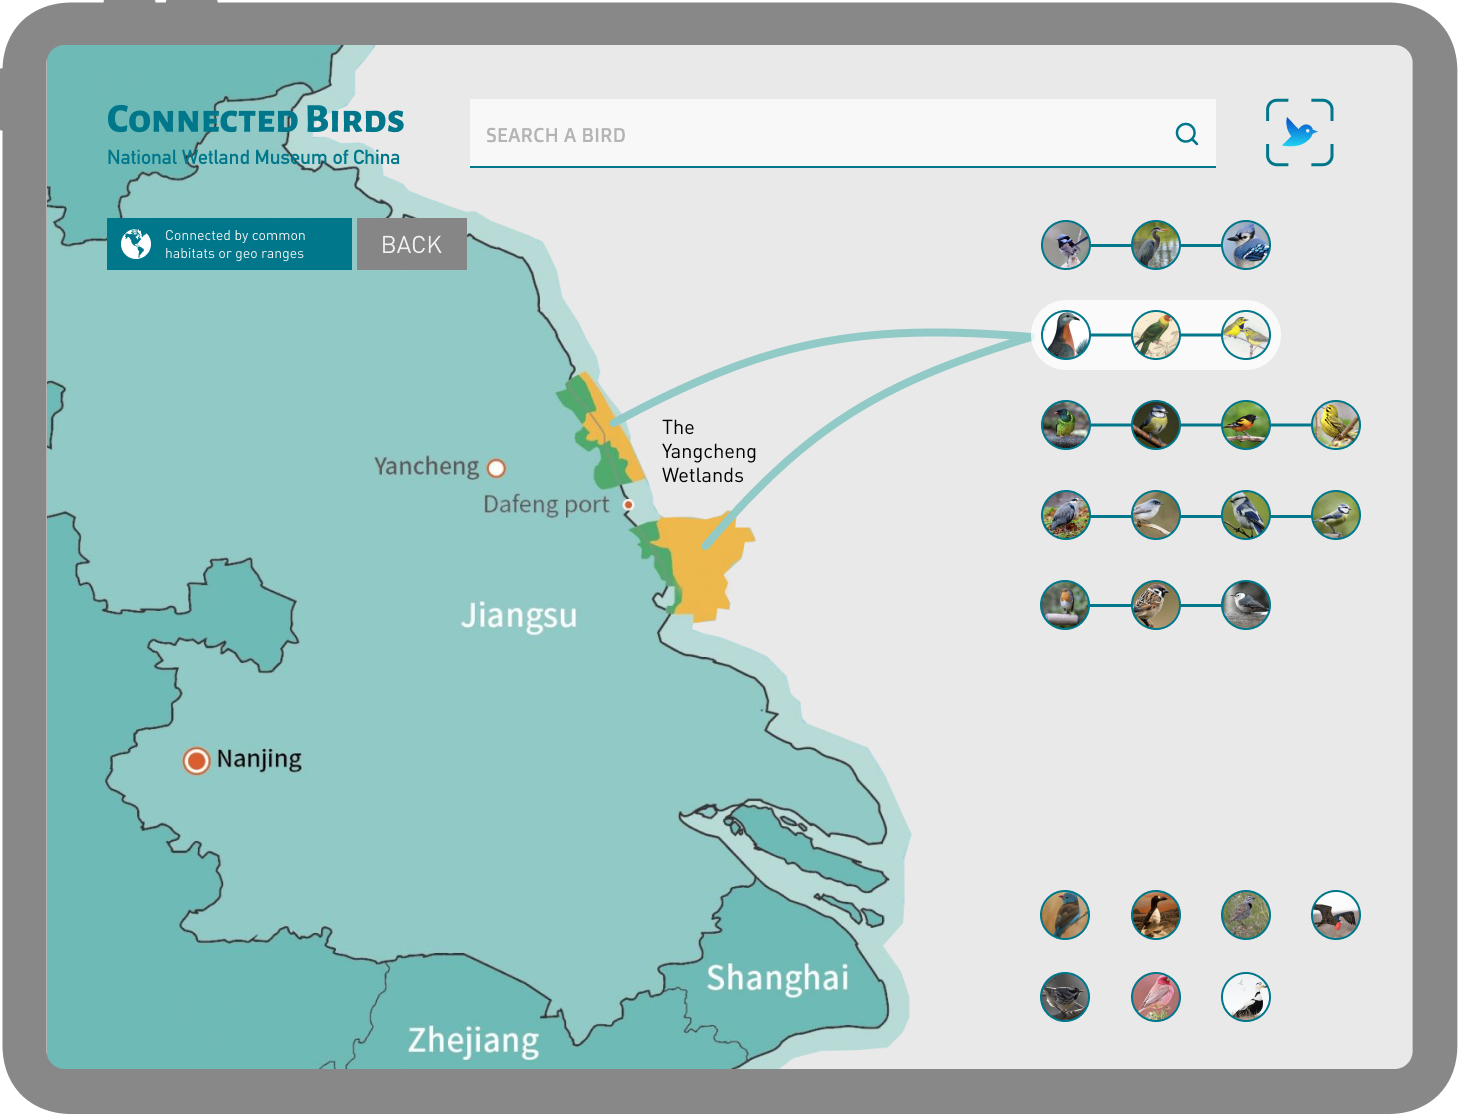 CONNECTED BIRDS
National Wetland Museum of China
SEARCH A BIRD
Connected by common
habitats or geo ranges
BACK
The
Yangcheng
Wetlands
Yancheng
Dafeng port
Jiangsu
Nanjing
Shanghai
Zhejiang